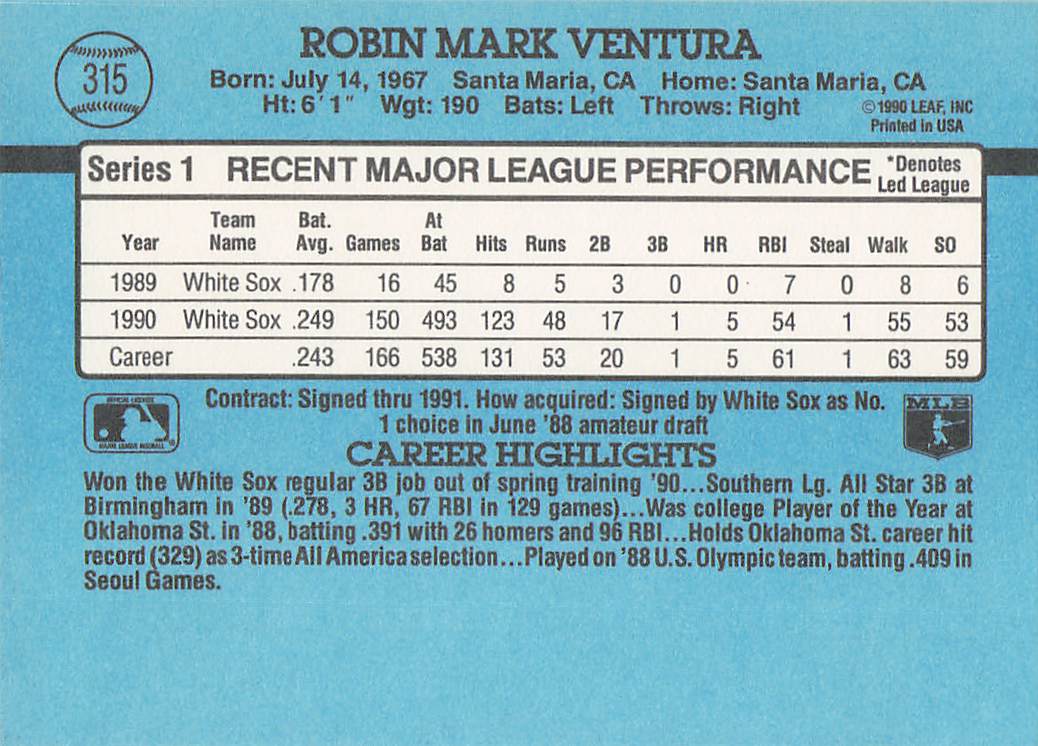 315
ROBIN MARK VENTURA
Born: July 14, 1967 Santa Maria, CA Home: Santa Maria, CA
Ht: 6' 1" Wgt: 190 Bats: Left Throws: Right
©1990 LEAF, INC
Printed in USA
Series 1 RECENT MAJOR LEAGUE PERFORMANCE *Denotes
Led League
Year Team Name Bat. Avg. Games At Bat Hits Runs 2B 3B HR RBI Steal Walk SO
1989 White Sox .178 16 45 8 5 3 0 0 7 0 8 6
1990 White Sox .249 150 493 123 48 17 1 5 54 1 55 53
Career .243 166 538 131 53 20 1 5 61 1 63 59
Contract: Signed thru 1991. How acquired: Signed by White Sox as No.
1 choice in June '88 amateur draft
MLB
CAREER HIGHLIGHTS
Won the White Sox regular 3B job out of spring training '90...Southern Lg. All Star 3B at
Birmingham in '89 (.278, 3 HR, 67 RBI in 129 games)...Was college Player of the Year at
Oklahoma St. in '88, batting .391 with 26 homers and 96 RBI...Holds Oklahoma St. career hit
record (329) as 3-time All America selection...Played on '88 U.S. Olympic team, batting .409 in
Seoul Games.